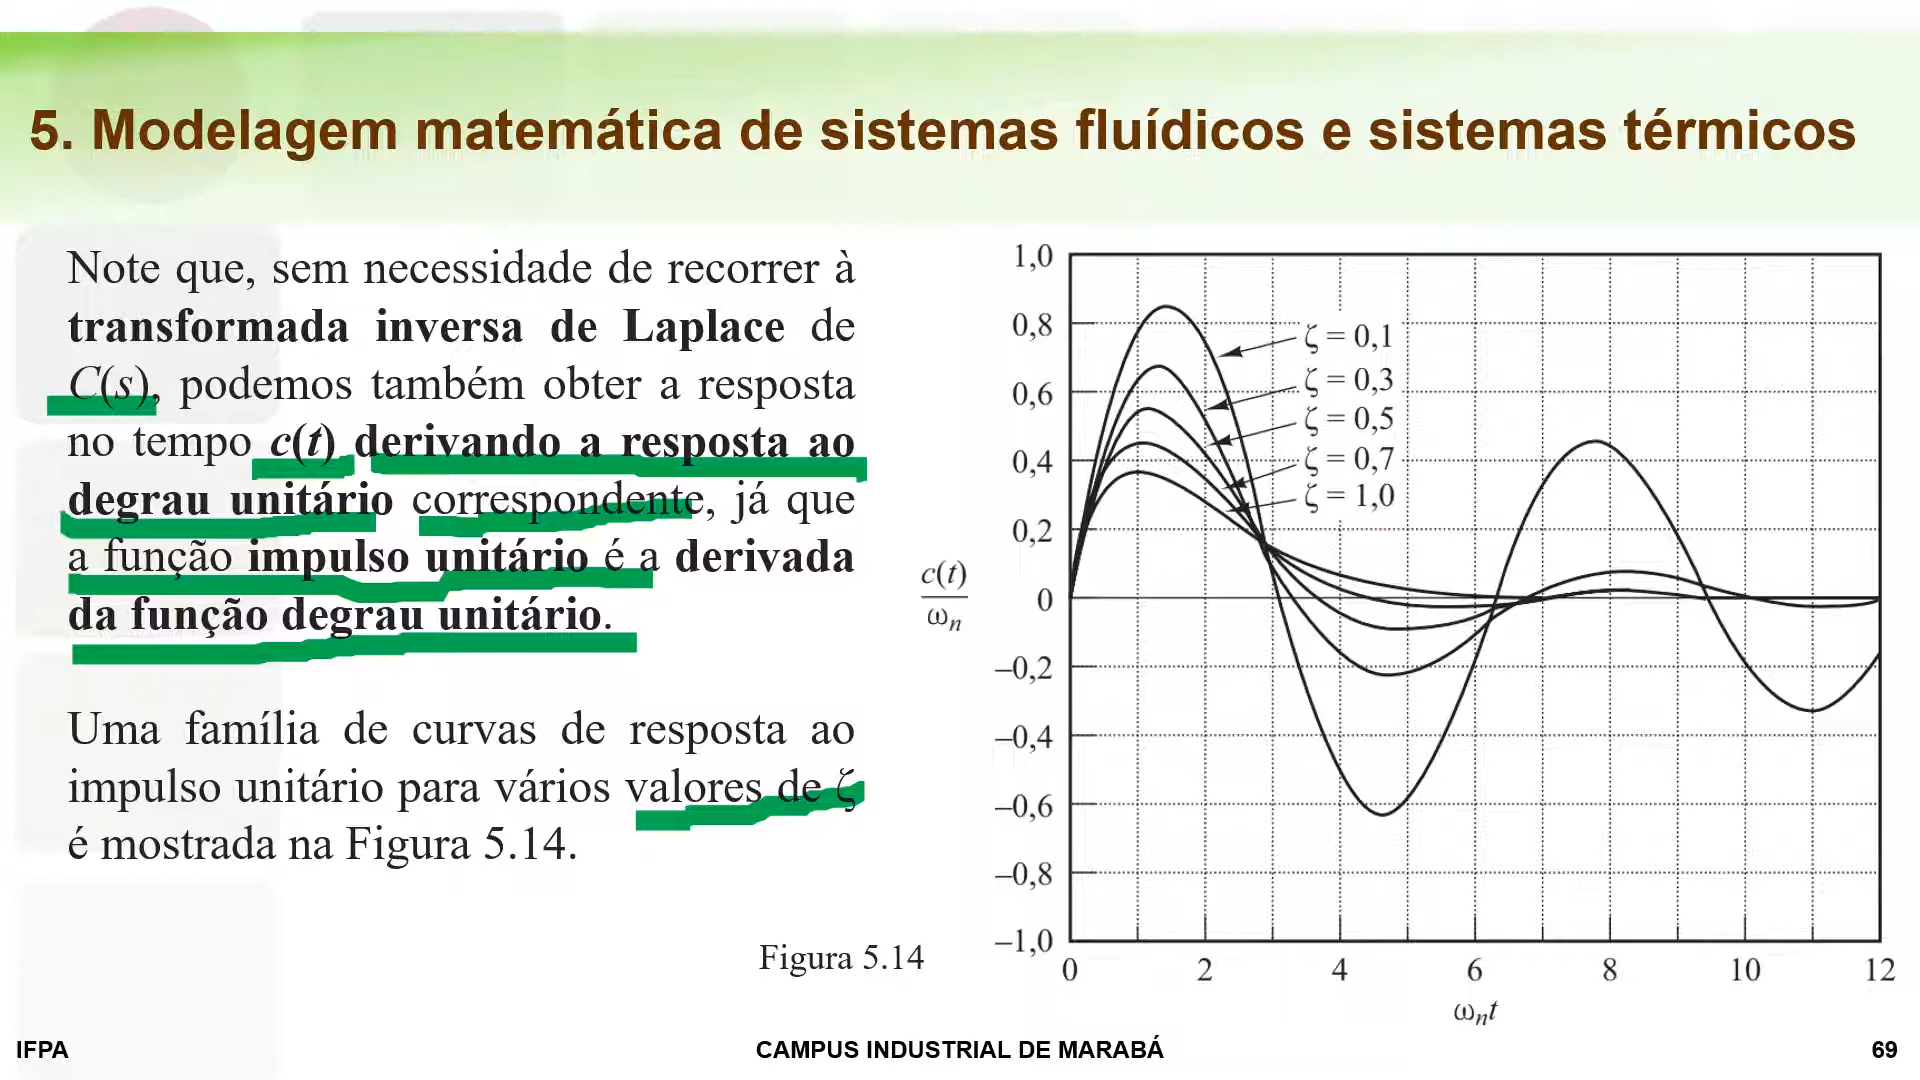 5. Modelagem matemática de sistemas fluídicos e sistemas térmicos
Note que, sem necessidade de recorrer à
transformada inversa de Laplace de
C(s), podemos também obter a resposta
no tempo c(t) derivando a resposta ao
degrau unitário correspondente, já que
a função impulso unitário é a derivada
da função degrau unitário.
Uma família de curvas de resposta ao
impulso unitário para vários valores de ζ
é mostrada na Figura 5.14.
Figura 5.14
1,0
0,8
0,6
0,4
0,2
0
–0,2
–0,4
–0,6
–0,8
–1,0
c(t)
ωn
ζ = 0,1
ζ = 0,3
ζ = 0,5
ζ = 0,7
ζ = 1,0
0 2 4 6 8 10 12
ωnt
IFPA
CAMPUS INDUSTRIAL DE MARABÁ
69